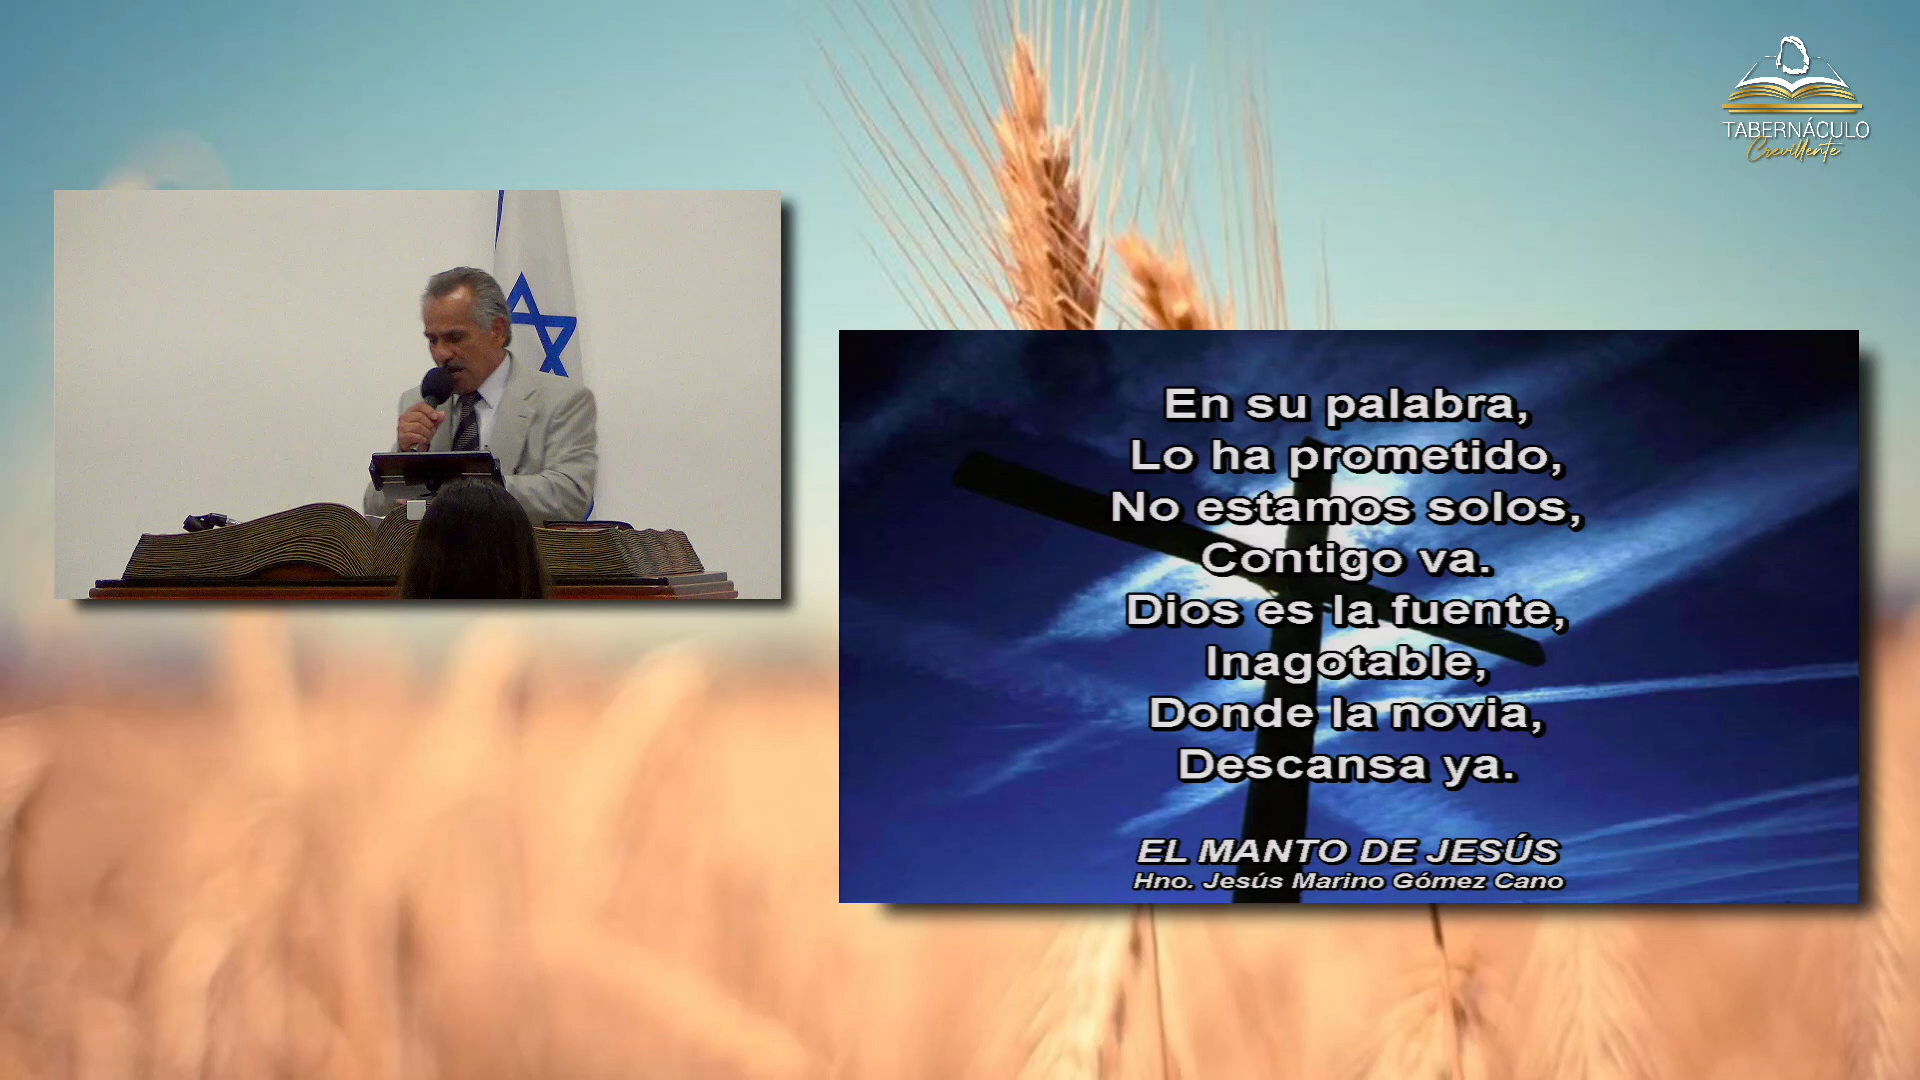 TABERNÁCULO
Crevillente
En su palabra,
Lo ha prometido,
No estamos solos,
Contigo va.
Dios es la fuente,
Inagotable,
Donde la novia,
Descansa ya.
EL MANTO DE JESÚS
Hno. Jesús Marino Gómez Cano